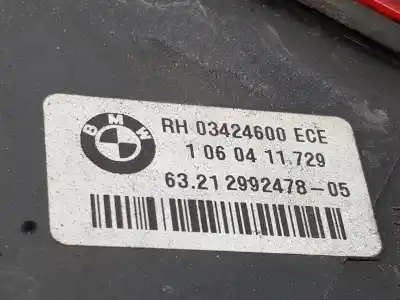 BMW
RH 03424600 ECE
1 06 04 11 729
63.21 2992478-05